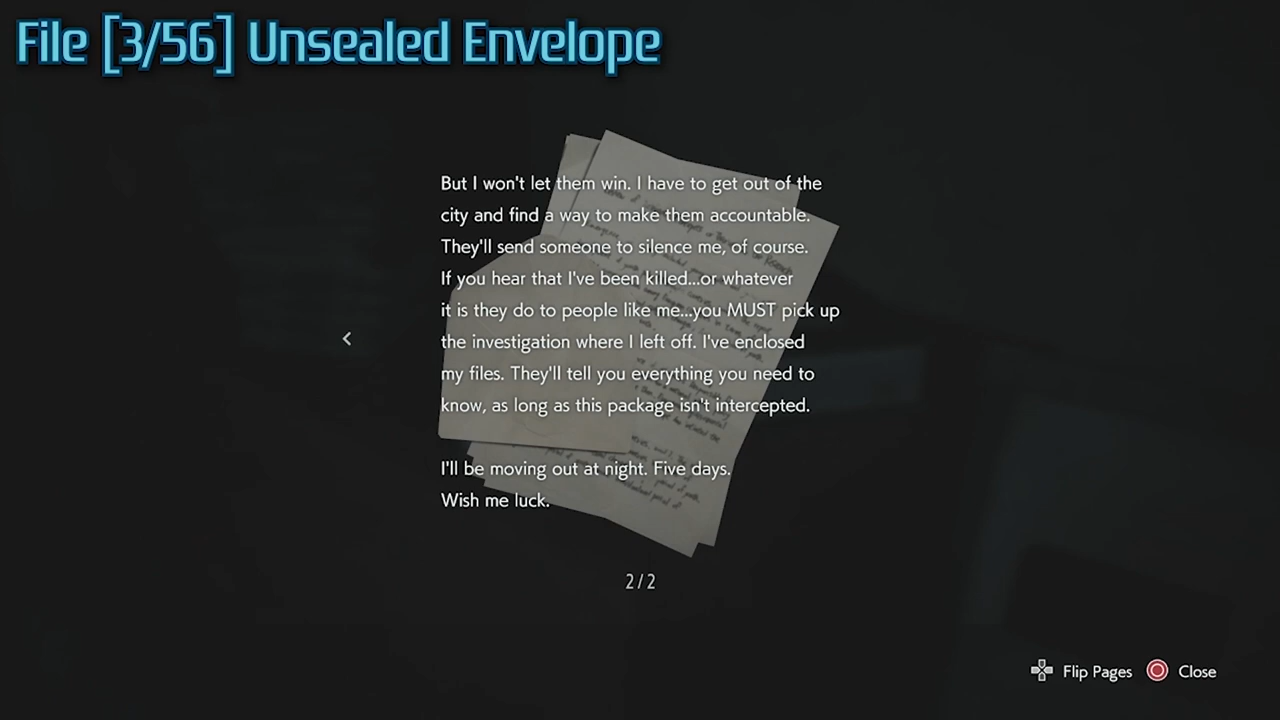 File [3/56] Unsealed Envelope
But I won't let them win. I have to get out of the
city and find a way to make them accountable.
They'll send someone to silence me, of course.
If you hear that I've been killed...or whatever
it is they do to people like me...you MUST pick up
the investigation where I left off. I've enclosed
my files. They'll tell you everything you need to
know, as long as this package isn't intercepted.
I'll be moving out at night. Five days.
Wish me luck.
2/2
Flip Pages
Close